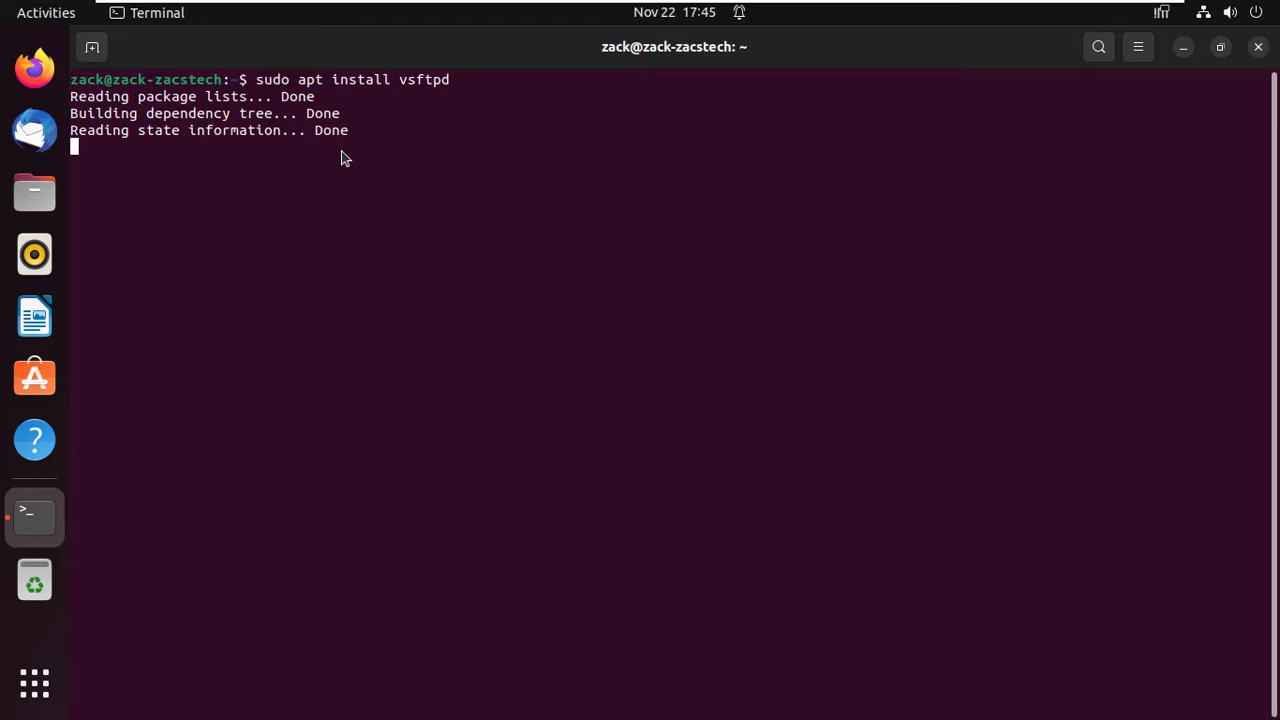 Activities
Terminal
Nov 22 17:45
zack@zack-zacstech: ~
zack@zack-zacstech:~$ sudo apt install vsftpd
Reading package lists... Done
Building dependency tree... Done
Reading state information... Done